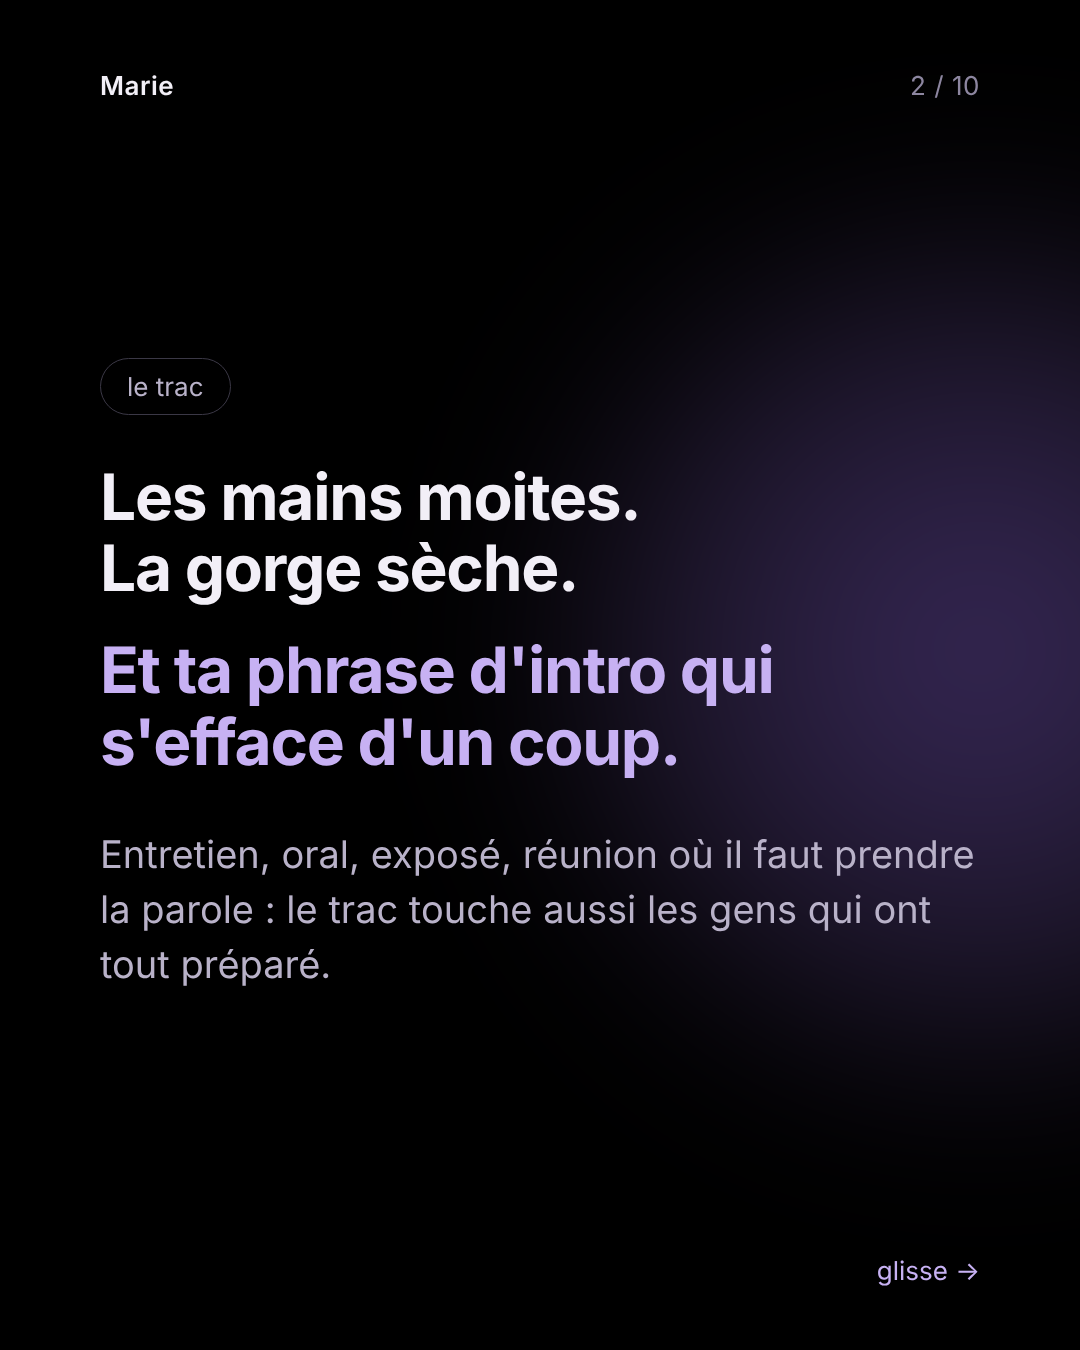 Marie
2 / 10
le trac
Les mains moites.
La gorge sèche.
Et ta phrase d'intro qui
s'efface d'un coup.
Entretien, oral, exposé, réunion où il faut prendre
la parole : le trac touche aussi les gens qui ont
tout préparé.
glisse →